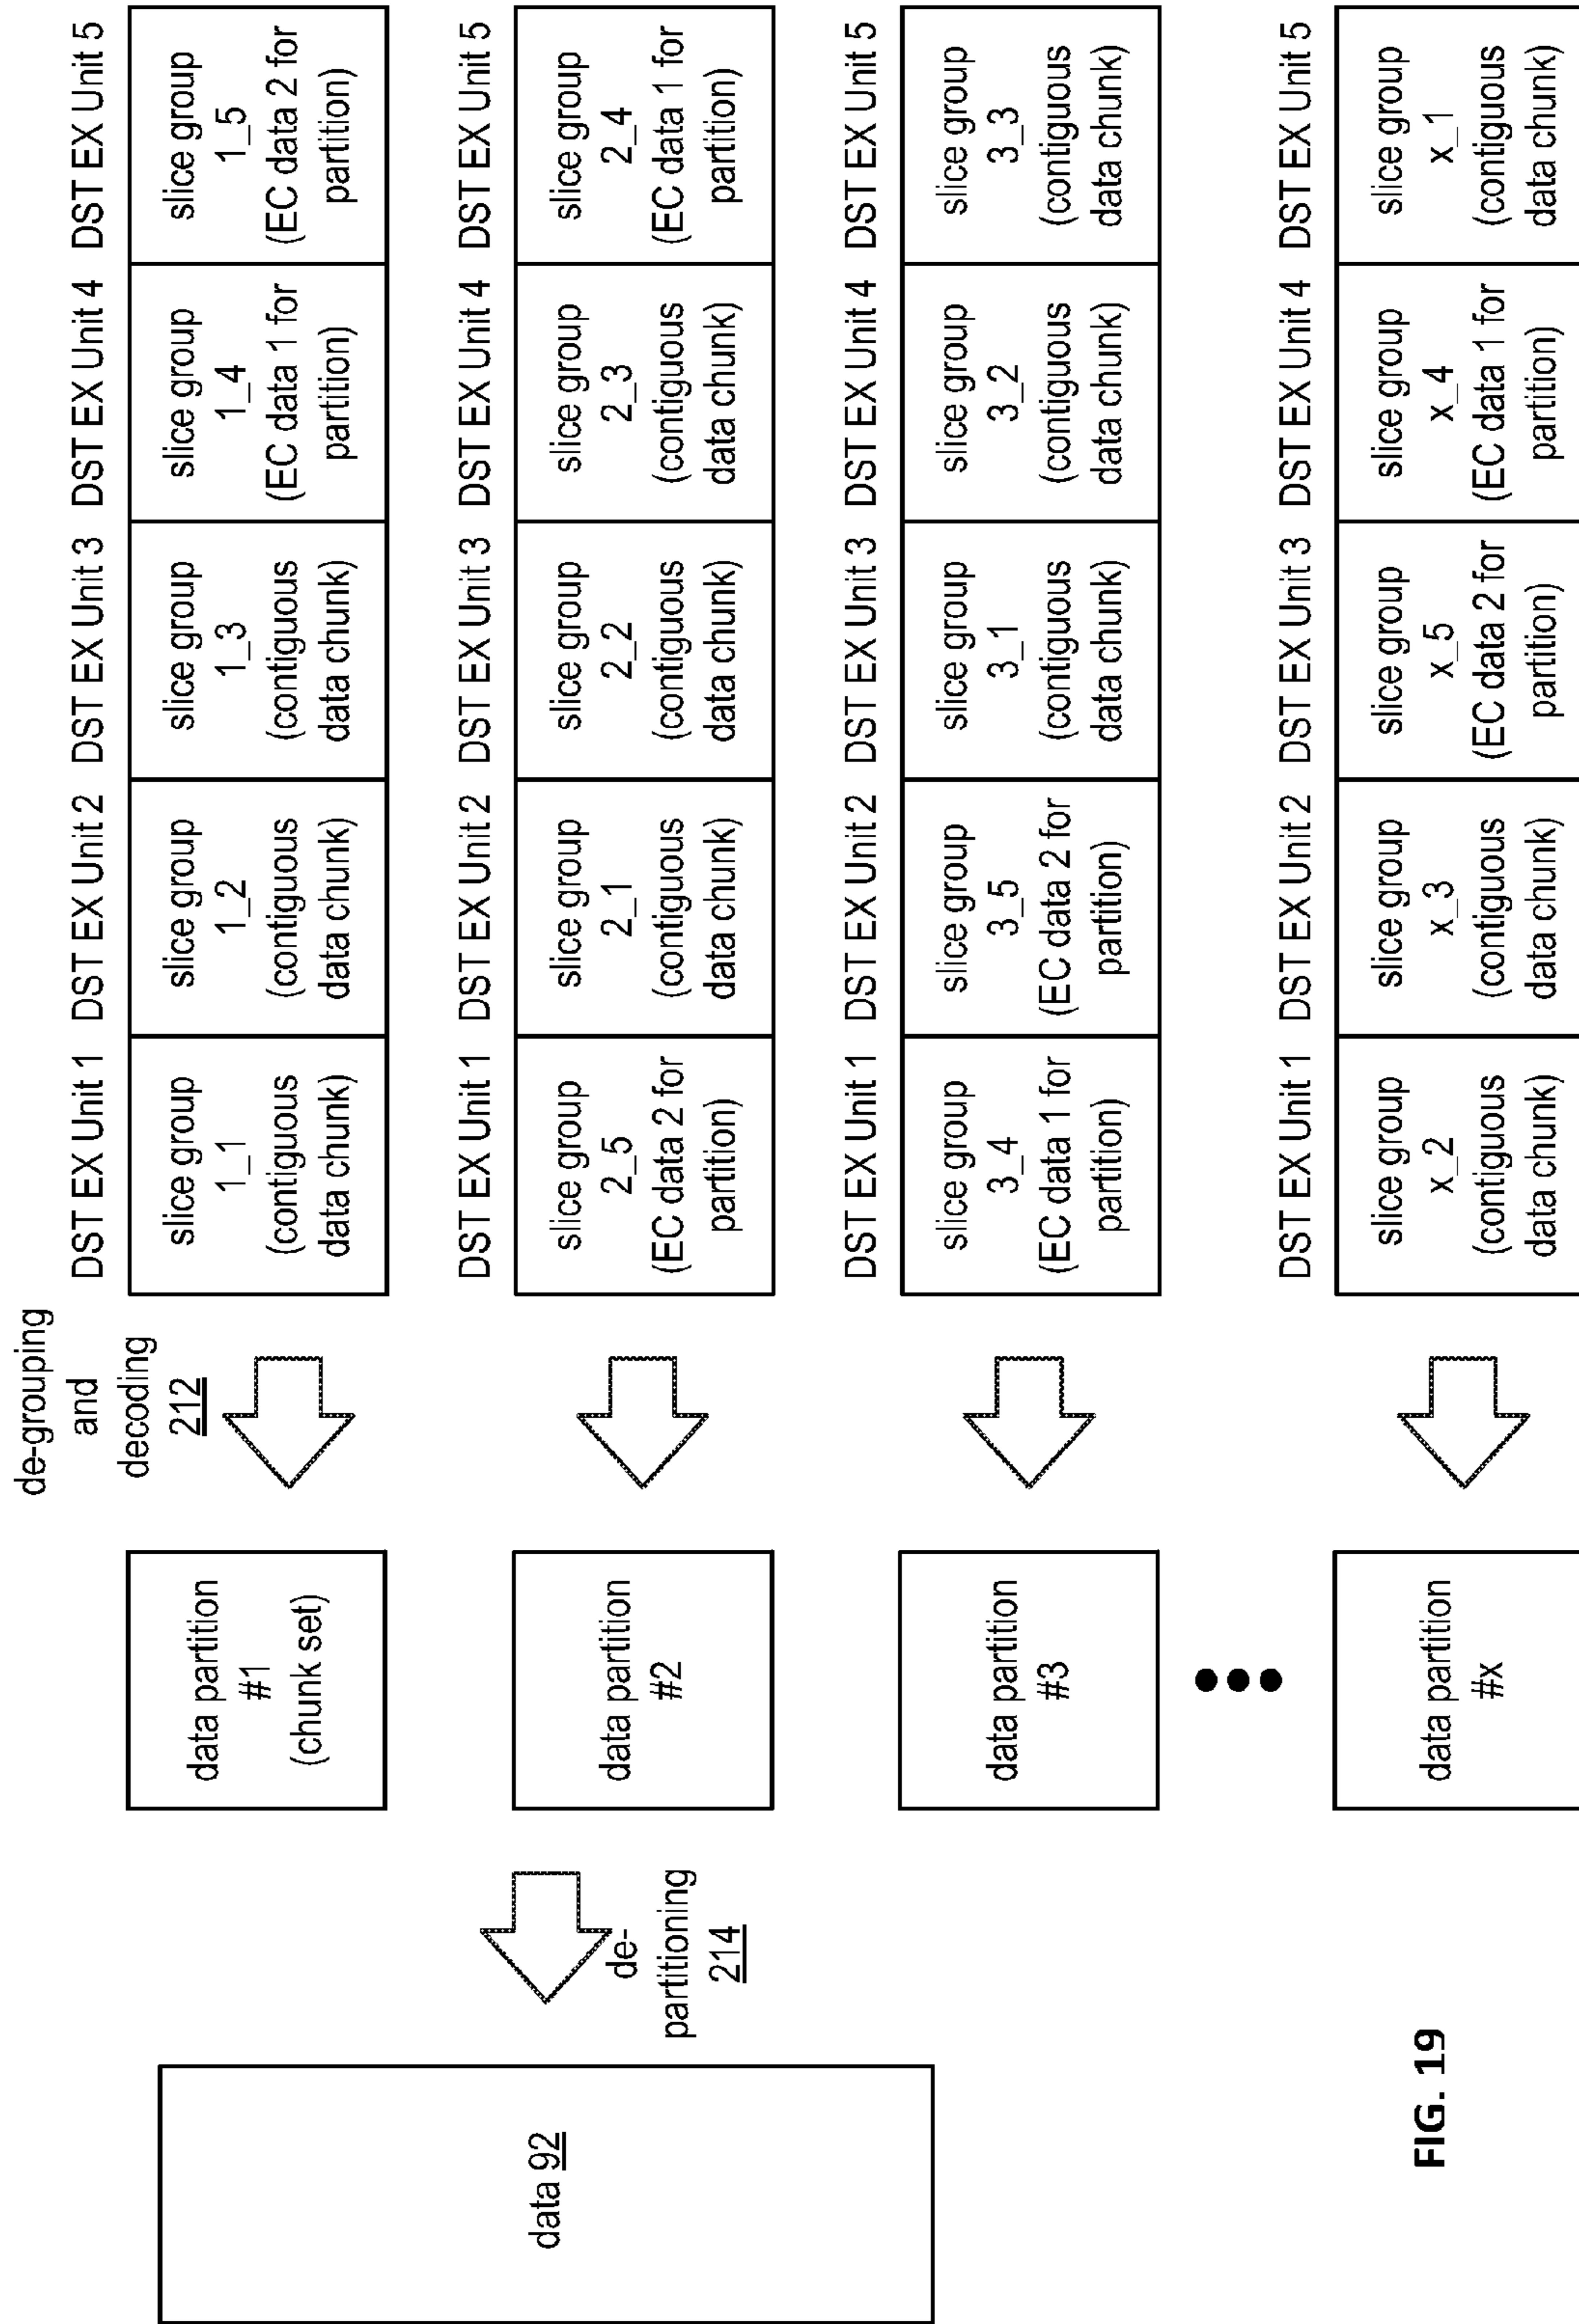 data 92
de-
partitioning
214
data partition
#1
(chunk set)
data partition
#2
data partition
#3
data partition
#x
de-grouping
and
decoding
212
DST EX Unit 1
DST EX Unit 2
DST EX Unit 3
DST EX Unit 4
DST EX Unit 5
slice group
1_1
(contiguous
data chunk)
slice group
1_2
(contiguous
data chunk)
slice group
1_3
(contiguous
data chunk)
slice group
1_4
(EC data 1 for
partition)
slice group
1_5
(EC data 2 for
partition)
DST EX Unit 1
DST EX Unit 2
DST EX Unit 3
DST EX Unit 4
DST EX Unit 5
slice group
2_5
(EC data 2 for
partition)
slice group
2_1
(contiguous
data chunk)
slice group
2_2
(contiguous
data chunk)
slice group
2_3
(contiguous
data chunk)
slice group
2_4
(EC data 1 for
partition)
DST EX Unit 1
DST EX Unit 2
DST EX Unit 3
DST EX Unit 4
DST EX Unit 5
slice group
3_4
(EC data 1 for
partition)
slice group
3_5
(EC data 2 for
partition)
slice group
3_1
(contiguous
data chunk)
slice group
3_2
(contiguous
data chunk)
slice group
3_3
(contiguous
data chunk)
DST EX Unit 1
DST EX Unit 2
DST EX Unit 3
DST EX Unit 4
DST EX Unit 5
slice group
x_2
(contiguous
data chunk)
slice group
x_3
(contiguous
data chunk)
slice group
x_5
(EC data 2 for
partition)
slice group
x_4
(EC data 1 for
partition)
slice group
x_1
(contiguous
data chunk)
FIG. 19